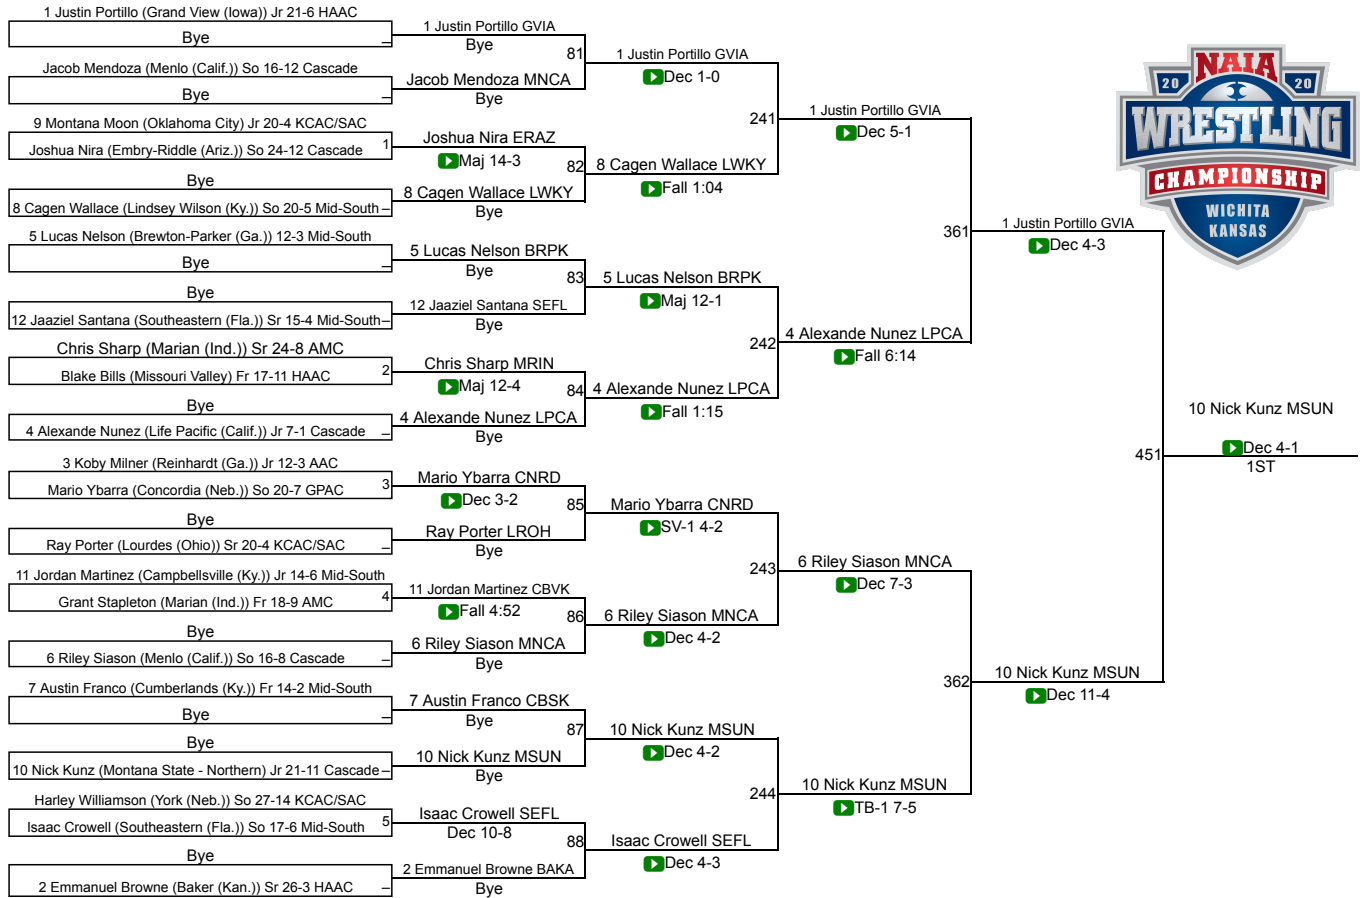 1 Justin Portillo (Grand View (Iowa)) Jr 21-6 HAAC
Bye
–
Jacob Mendoza (Menlo (Calif.)) So 16-12 Cascade
Bye
–
9 Montana Moon (Oklahoma City) Jr 20-4 KCAC/SAC
Joshua Nira (Embry-Riddle (Ariz.)) So 24-12 Cascade
1
Bye
8 Cagen Wallace (Lindsey Wilson (Ky.)) So 20-5 Mid-South
–
5 Lucas Nelson (Brewton-Parker (Ga.)) 12-3 Mid-South
Bye
–
Bye
12 Jaaziel Santana (Southeastern (Fla.)) Sr 15-4 Mid-South
–
Chris Sharp (Marian (Ind.)) Sr 24-8 AMC
Blake Bills (Missouri Valley) Fr 17-11 HAAC
2
Bye
4 Alexande Nunez (Life Pacific (Calif.)) Jr 7-1 Cascade
–
3 Koby Milner (Reinhardt (Ga.)) Jr 12-3 AAC
Mario Ybarra (Concordia (Neb.)) So 20-7 GPAC
3
Bye
Ray Porter (Lourdes (Ohio)) Sr 20-4 KCAC/SAC
–
11 Jordan Martinez (Campbellsville (Ky.)) Jr 14-6 Mid-South
Grant Stapleton (Marian (Ind.)) Fr 18-9 AMC
4
Bye
6 Riley Siason (Menlo (Calif.)) So 16-8 Cascade
–
7 Austin Franco (Cumberlands (Ky.)) Fr 14-2 Mid-South
Bye
–
Bye
10 Nick Kunz (Montana State - Northern) Jr 21-11 Cascade
–
Harley Williamson (York (Neb.)) So 27-14 KCAC/SAC
Isaac Crowell (Southeastern (Fla.)) So 17-6 Mid-South
5
Bye
2 Emmanuel Browne (Baker (Kan.)) Sr 26-3 HAAC
–
1 Justin Portillo GVIA
Bye
81
Jacob Mendoza MNCA
Bye
Joshua Nira ERAZ
Maj 14-3
82
8 Cagen Wallace LWKY
Bye
5 Lucas Nelson BRPK
Bye
83
12 Jaaziel Santana SEFL
Bye
Chris Sharp MRIN
Maj 12-4
84
4 Alexande Nunez LPCA
Bye
Mario Ybarra CNRD
Dec 3-2
85
Ray Porter LROH
Bye
11 Jordan Martinez CBVK
Fall 4:52
86
6 Riley Siason MNCA
Bye
7 Austin Franco CBSK
Bye
87
10 Nick Kunz MSUN
Bye
Isaac Crowell SEFL
Dec 10-8
88
2 Emmanuel Browne BAKA
Bye
1 Justin Portillo GVIA
Dec 1-0
241
8 Cagen Wallace LWKY
Fall 1:04
5 Lucas Nelson BRPK
Maj 12-1
242
4 Alexande Nunez LPCA
Fall 1:15
Mario Ybarra CNRD
SV-1 4-2
243
6 Riley Siason MNCA
Dec 4-2
10 Nick Kunz MSUN
Dec 4-2
244
Isaac Crowell SEFL
Dec 4-3
1 Justin Portillo GVIA
Dec 5-1
361
4 Alexande Nunez LPCA
Fall 6:14
6 Riley Siason MNCA
Dec 7-3
362
10 Nick Kunz MSUN
TB-1 7-5
1 Justin Portillo GVIA
Dec 4-3
451
10 Nick Kunz MSUN
Dec 11-4
10 Nick Kunz MSUN
Dec 4-1
1ST
NAIA
20 20
WRESTLING
CHAMPIONSHIP
WICHITA
KANSAS